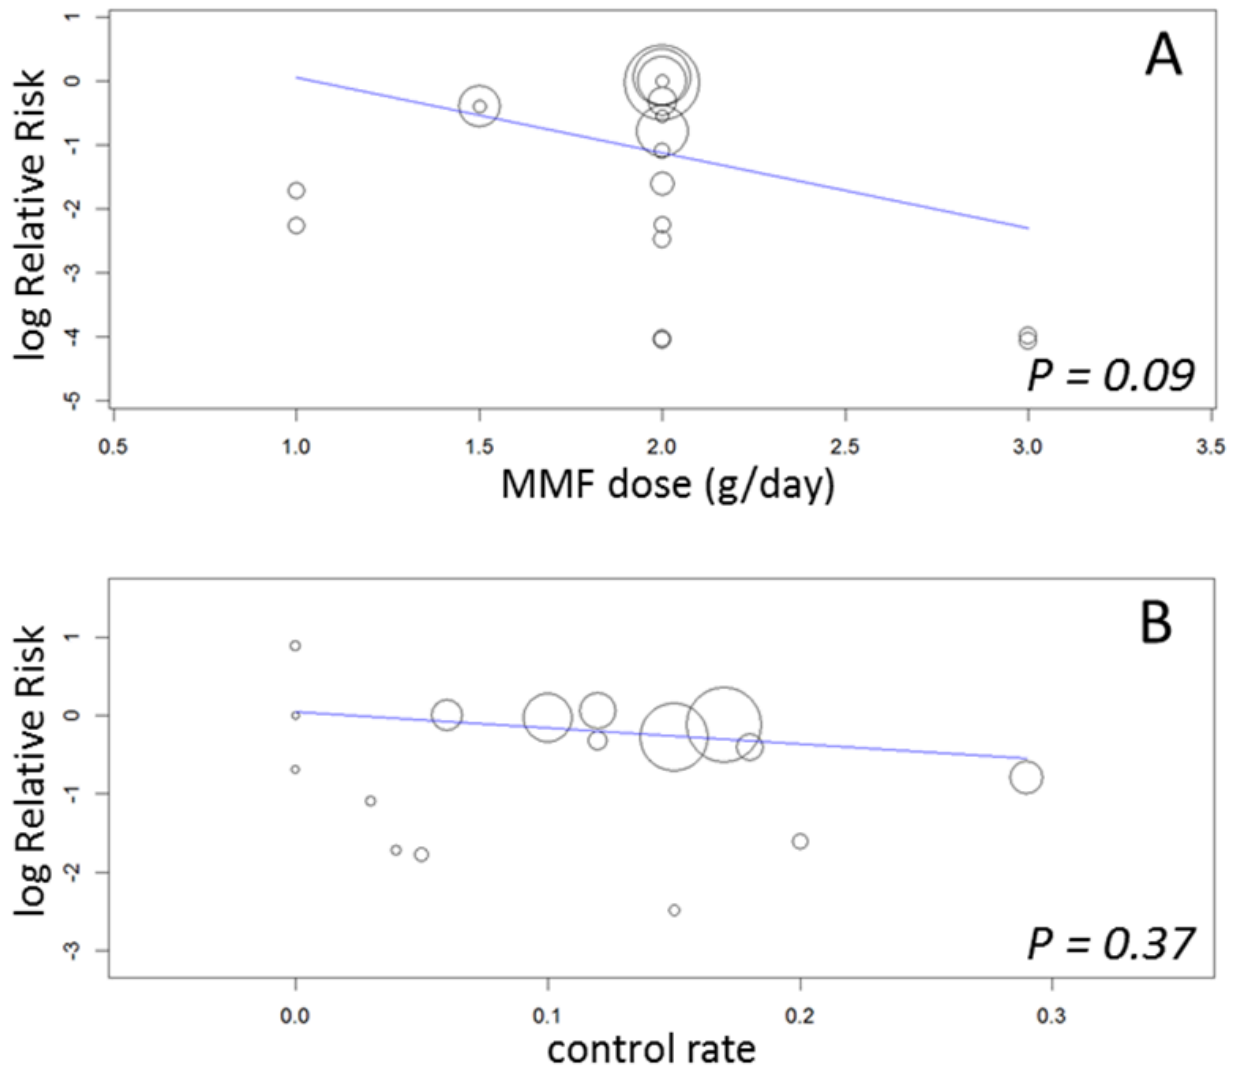 A
log Relative Risk
1
0
-1
-2
-3
-4
-5
P = 0.09
0.5 1.0 1.5 2.0 2.5 3.0 3.5
MMF dose (g/day)
B
log Relative Risk
1
0
-1
-2
-3
P = 0.37
0.0 0.1 0.2 0.3
control rate